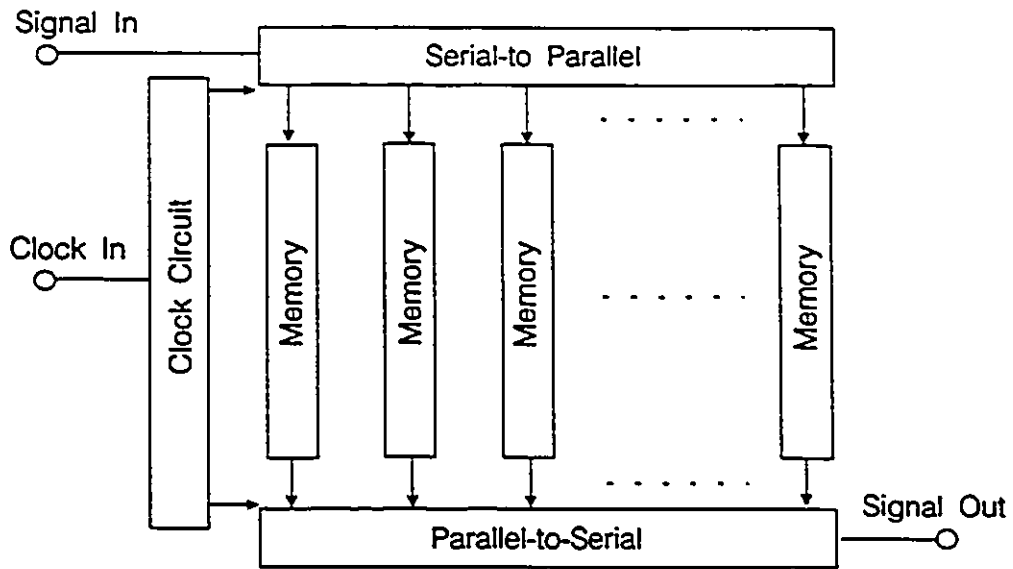 Signal In
Serial-to Parallel
Clock In
Clock Circuit
Memory
Memory
Memory
Memory
Signal Out
Parallel-to-Serial